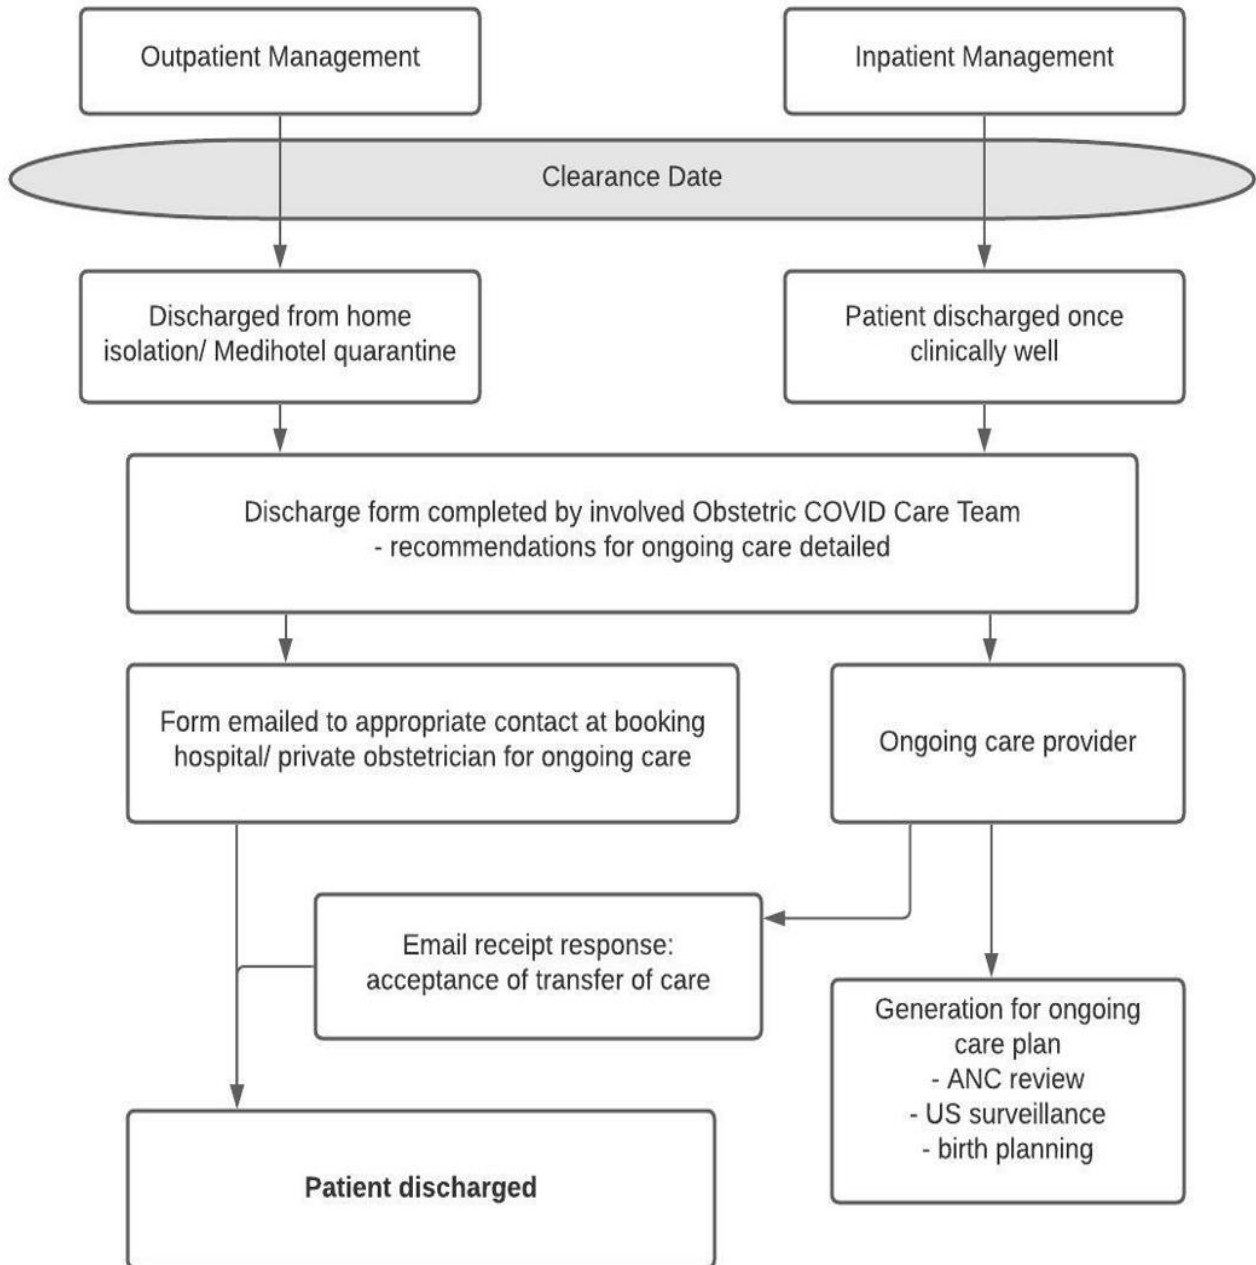 Outpatient Management
Inpatient Management
Clearance Date
Discharged from home
isolation/ Medihotel quarantine
Patient discharged once
clinically well
Discharge form completed by involved Obstetric COVID Care Team
- recommendations for ongoing care detailed
Form emailed to appropriate contact at booking
hospital/ private obstetrician for ongoing care
Ongoing care provider
Email receipt response:
acceptance of transfer of care
Generation for ongoing
care plan
- ANC review
- US surveillance
- birth planning
Patient discharged